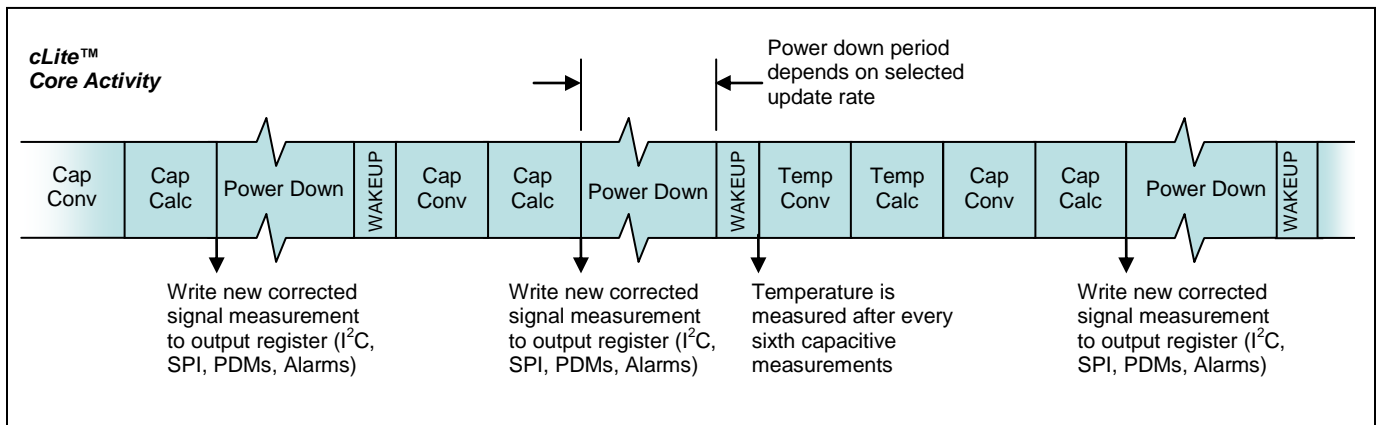 cLite™
Core Activity
Power down period
depends on selected
update rate
Cap
Conv
Cap
Calc
Power Down
WAKEUP
Cap
Conv
Cap
Calc
Power Down
WAKEUP
Temp
Conv
Temp
Calc
Cap
Conv
Cap
Calc
Power Down
WAKEUP
Write new corrected
signal measurement
to output register (I²C,
SPI, PDMs, Alarms)
Write new corrected
signal measurement
to output register (I²C,
SPI, PDMs, Alarms)
Temperature is
measured after every
sixth capacitive
measurements
Write new corrected
signal measurement
to output register (I²C,
SPI, PDMs, Alarms)